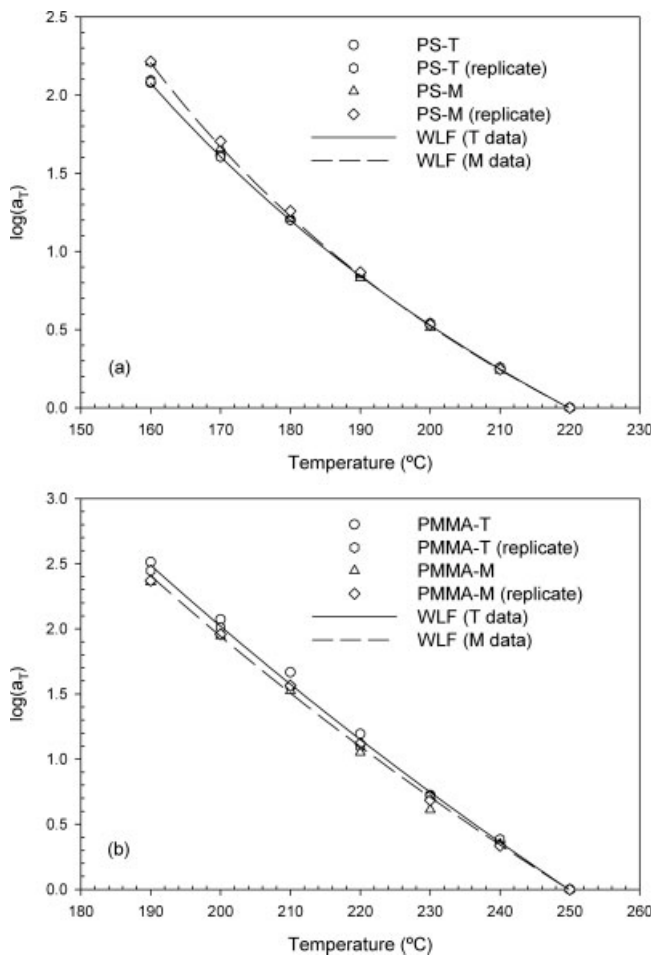 2.5
2.0
1.5
1.0
0.5
0.0
log(aT)
PS-T
PS-T (replicate)
PS-M
PS-M (replicate)
WLF (T data)
WLF (M data)
(a)
150 160 170 180 190 200 210 220 230
Temperature (ºC)
3.0
2.5
2.0
1.5
1.0
0.5
0.0
log(aT)
PMMA-T
PMMA-T (replicate)
PMMA-M
PMMA-M (replicate)
WLF (T data)
WLF (M data)
(b)
180 190 200 210 220 230 240 250 260
Temperature (ºC)